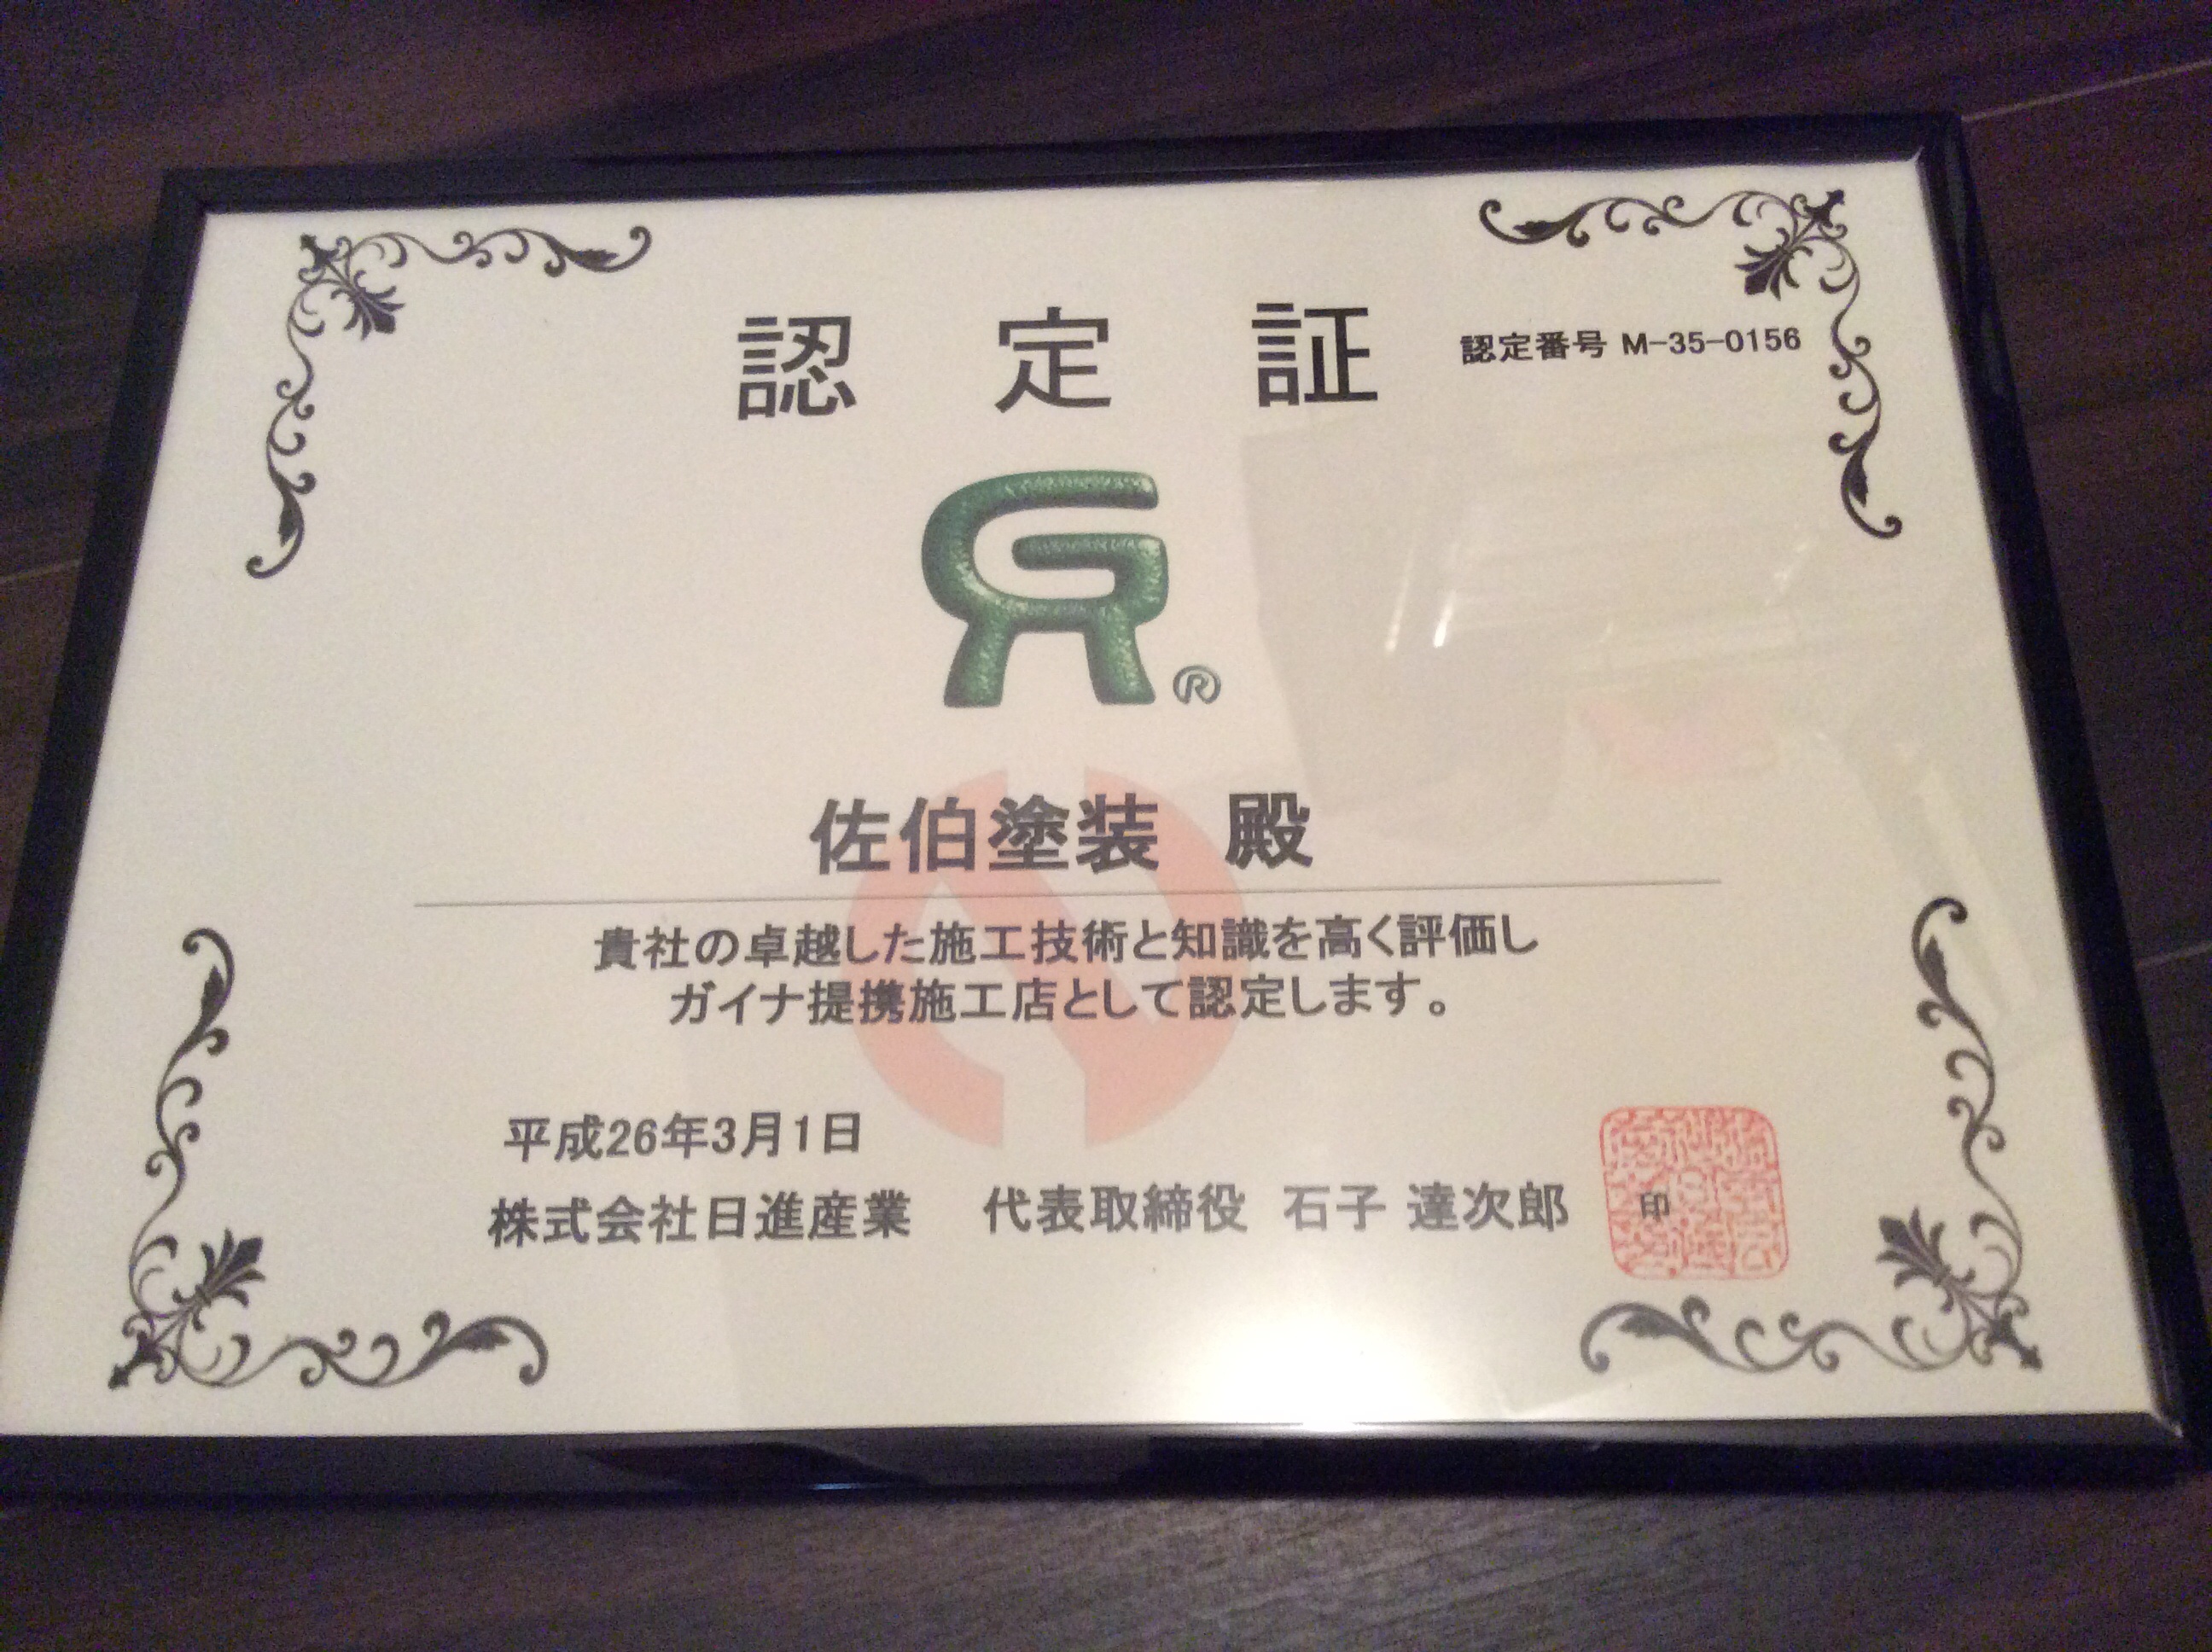 認定証
認定番号 M-35-0156
®
佐伯塗装 殿
貴社の卓越した施工技術と知識を高く評価し
ガイナ提携施工店として認定します。
平成26年3月1日
株式会社日進産業 代表取締役 石子 達次郎 印